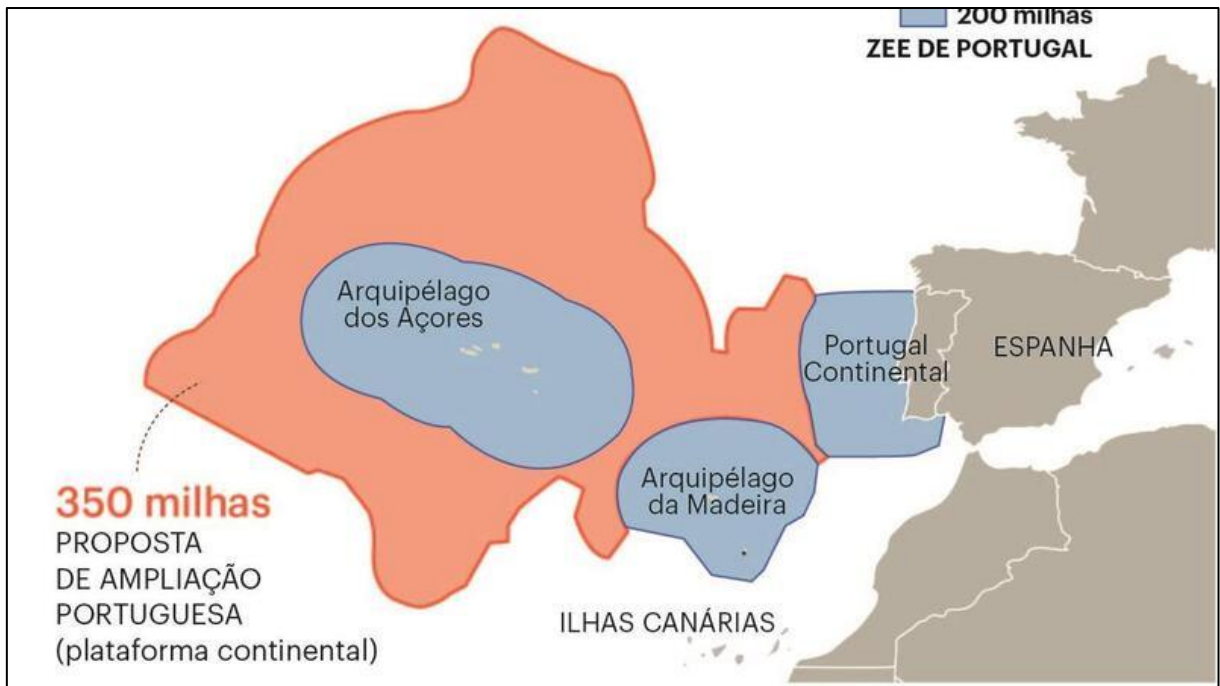 200 milhas
ZEE DE PORTUGAL
Arquipélago
dos Açores
Portugal
Continental
ESPANHA
Arquipélago
da Madeira
350 milhas
PROPOSTA
DE AMPLIAÇÃO
PORTUGUESA
(plataforma continental)
ILHAS CANÁRIAS